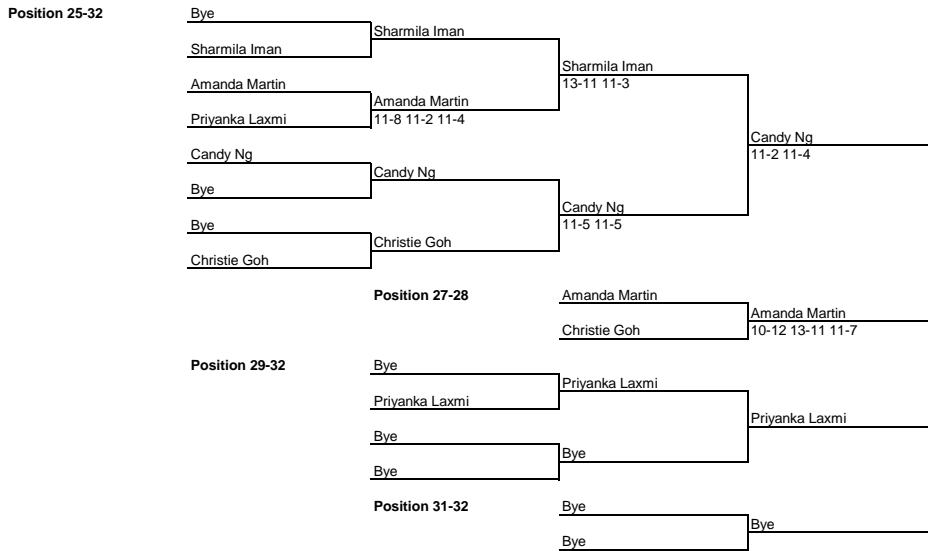 Position 25-32
Bye
Sharmila Iman
Sharmila Iman
Sharmila Iman
13-11 11-3
Amanda Martin
Amanda Martin
11-8 11-2 11-4
Priyanka Laxmi
Candy Ng
11-2 11-4
Candy Ng
Candy Ng
Bye
Candy Ng
11-5 11-5
Bye
Christie Goh
Christie Goh
Position 27-28
Amanda Martin
Amanda Martin
10-12 13-11 11-7
Christie Goh
Position 29-32
Bye
Priyanka Laxmi
Priyanka Laxmi
Priyanka Laxmi
Bye
Bye
Bye
Position 31-32
Bye
Bye
Bye